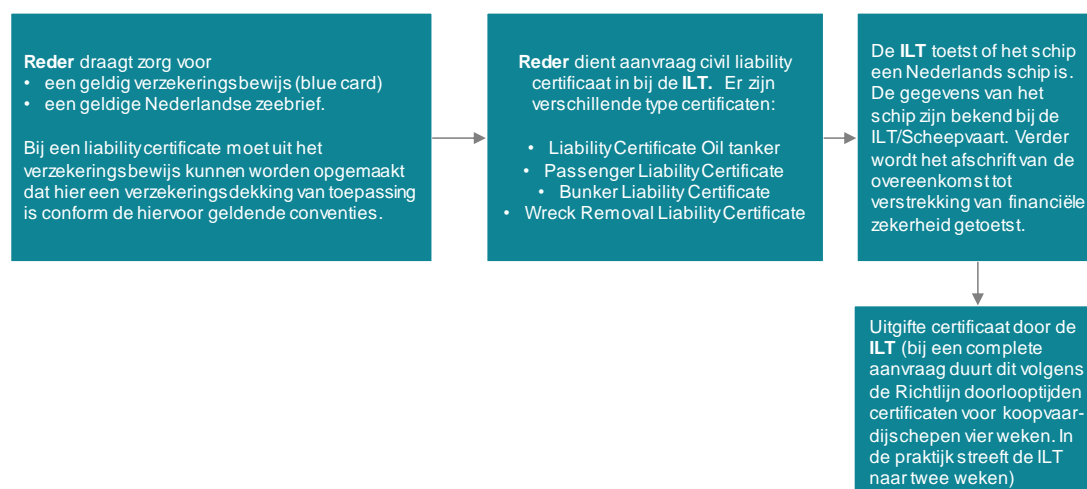 Reder draagt zorg voor
• een geldig verzekeringsbewijs (blue card)
• een geldige Nederlandse zeebrief.
Bij een liability certificate moet uit het
verzekeringsbewijs kunnen worden opgemaakt
dat hier een verzekeringsdekking van toepassing
is conform de hiervoor geldende conventies.
Reder dient aanvraag civil liability
certificaat in bij de ILT. Er zijn
verschillende type certificaten:
• Liability Certificate Oil tanker
• Passenger Liability Certificate
• Bunker Liability Certificate
• Wreck Removal Liability Certificate
De ILT toetst of het schip
een Nederlands schip is.
De gegevens van het
schip zijn bekend bij de
ILT/Scheepvaart. Verder
wordt het afschrift van de
overeenkomst tot
verstrekking van financiële
zekerheid getoetst.
Uitgifte certificaat door de
ILT (bij een complete
aanvraag duurt dit volgens
de Richtlijn doorlooptijden
certificaten voor koopvaar-
dijschepen vier weken. In
de praktijk streeft de ILT
naar twee weken)